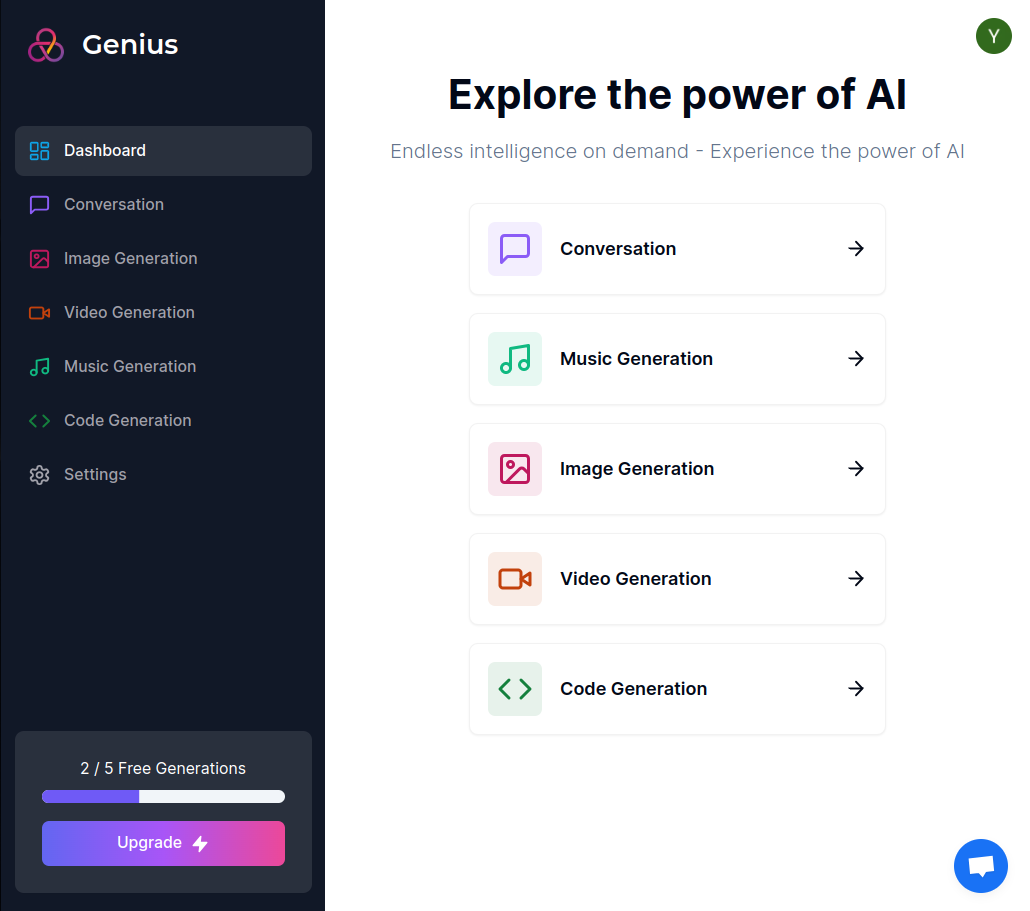 Genius
Dashboard
Conversation
Image Generation
Video Generation
Music Generation
Code Generation
Settings
2 / 5 Free Generations
Upgrade
Y
Explore the power of AI
Endless intelligence on demand - Experience the power of AI
Conversation
Music Generation
Image Generation
Video Generation
Code Generation